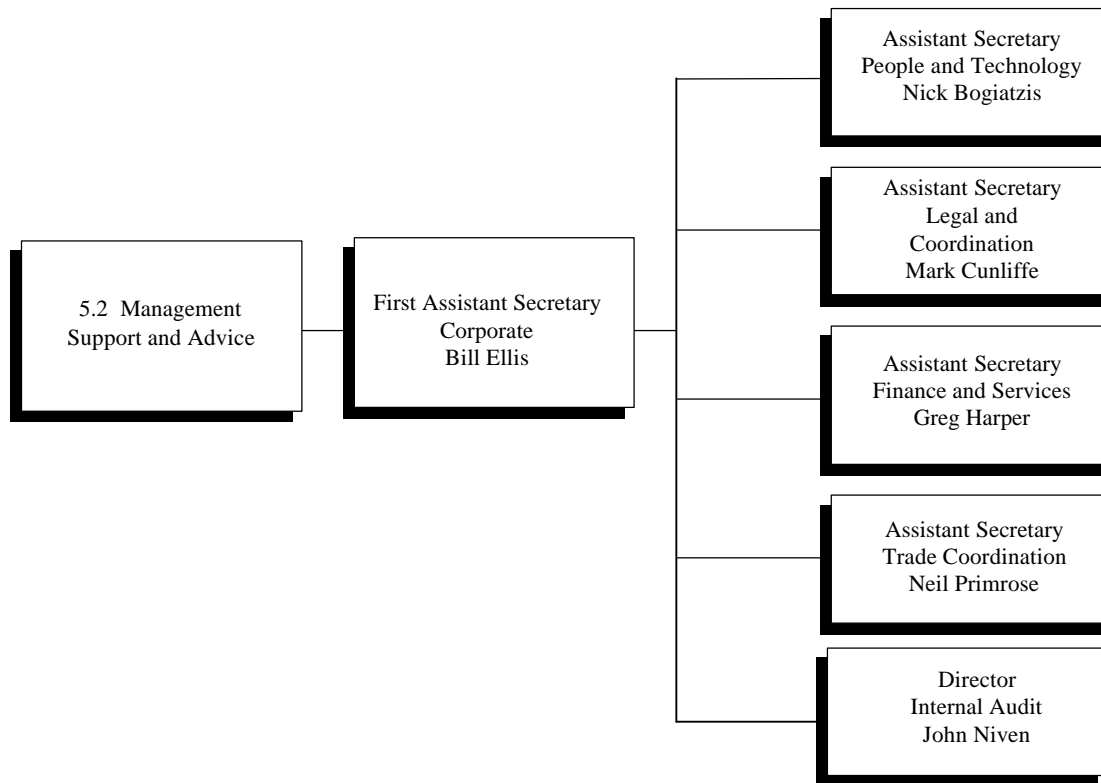 Assistant Secretary
People and Technology
Nick Bogiatzis
Assistant Secretary
Legal and
Coordination
Mark Cunliffe
5.2 Management
Support and Advice
First Assistant Secretary
Corporate
Bill Ellis
Assistant Secretary
Finance and Services
Greg Harper
Assistant Secretary
Trade Coordination
Neil Primrose
Director
Internal Audit
John Niven